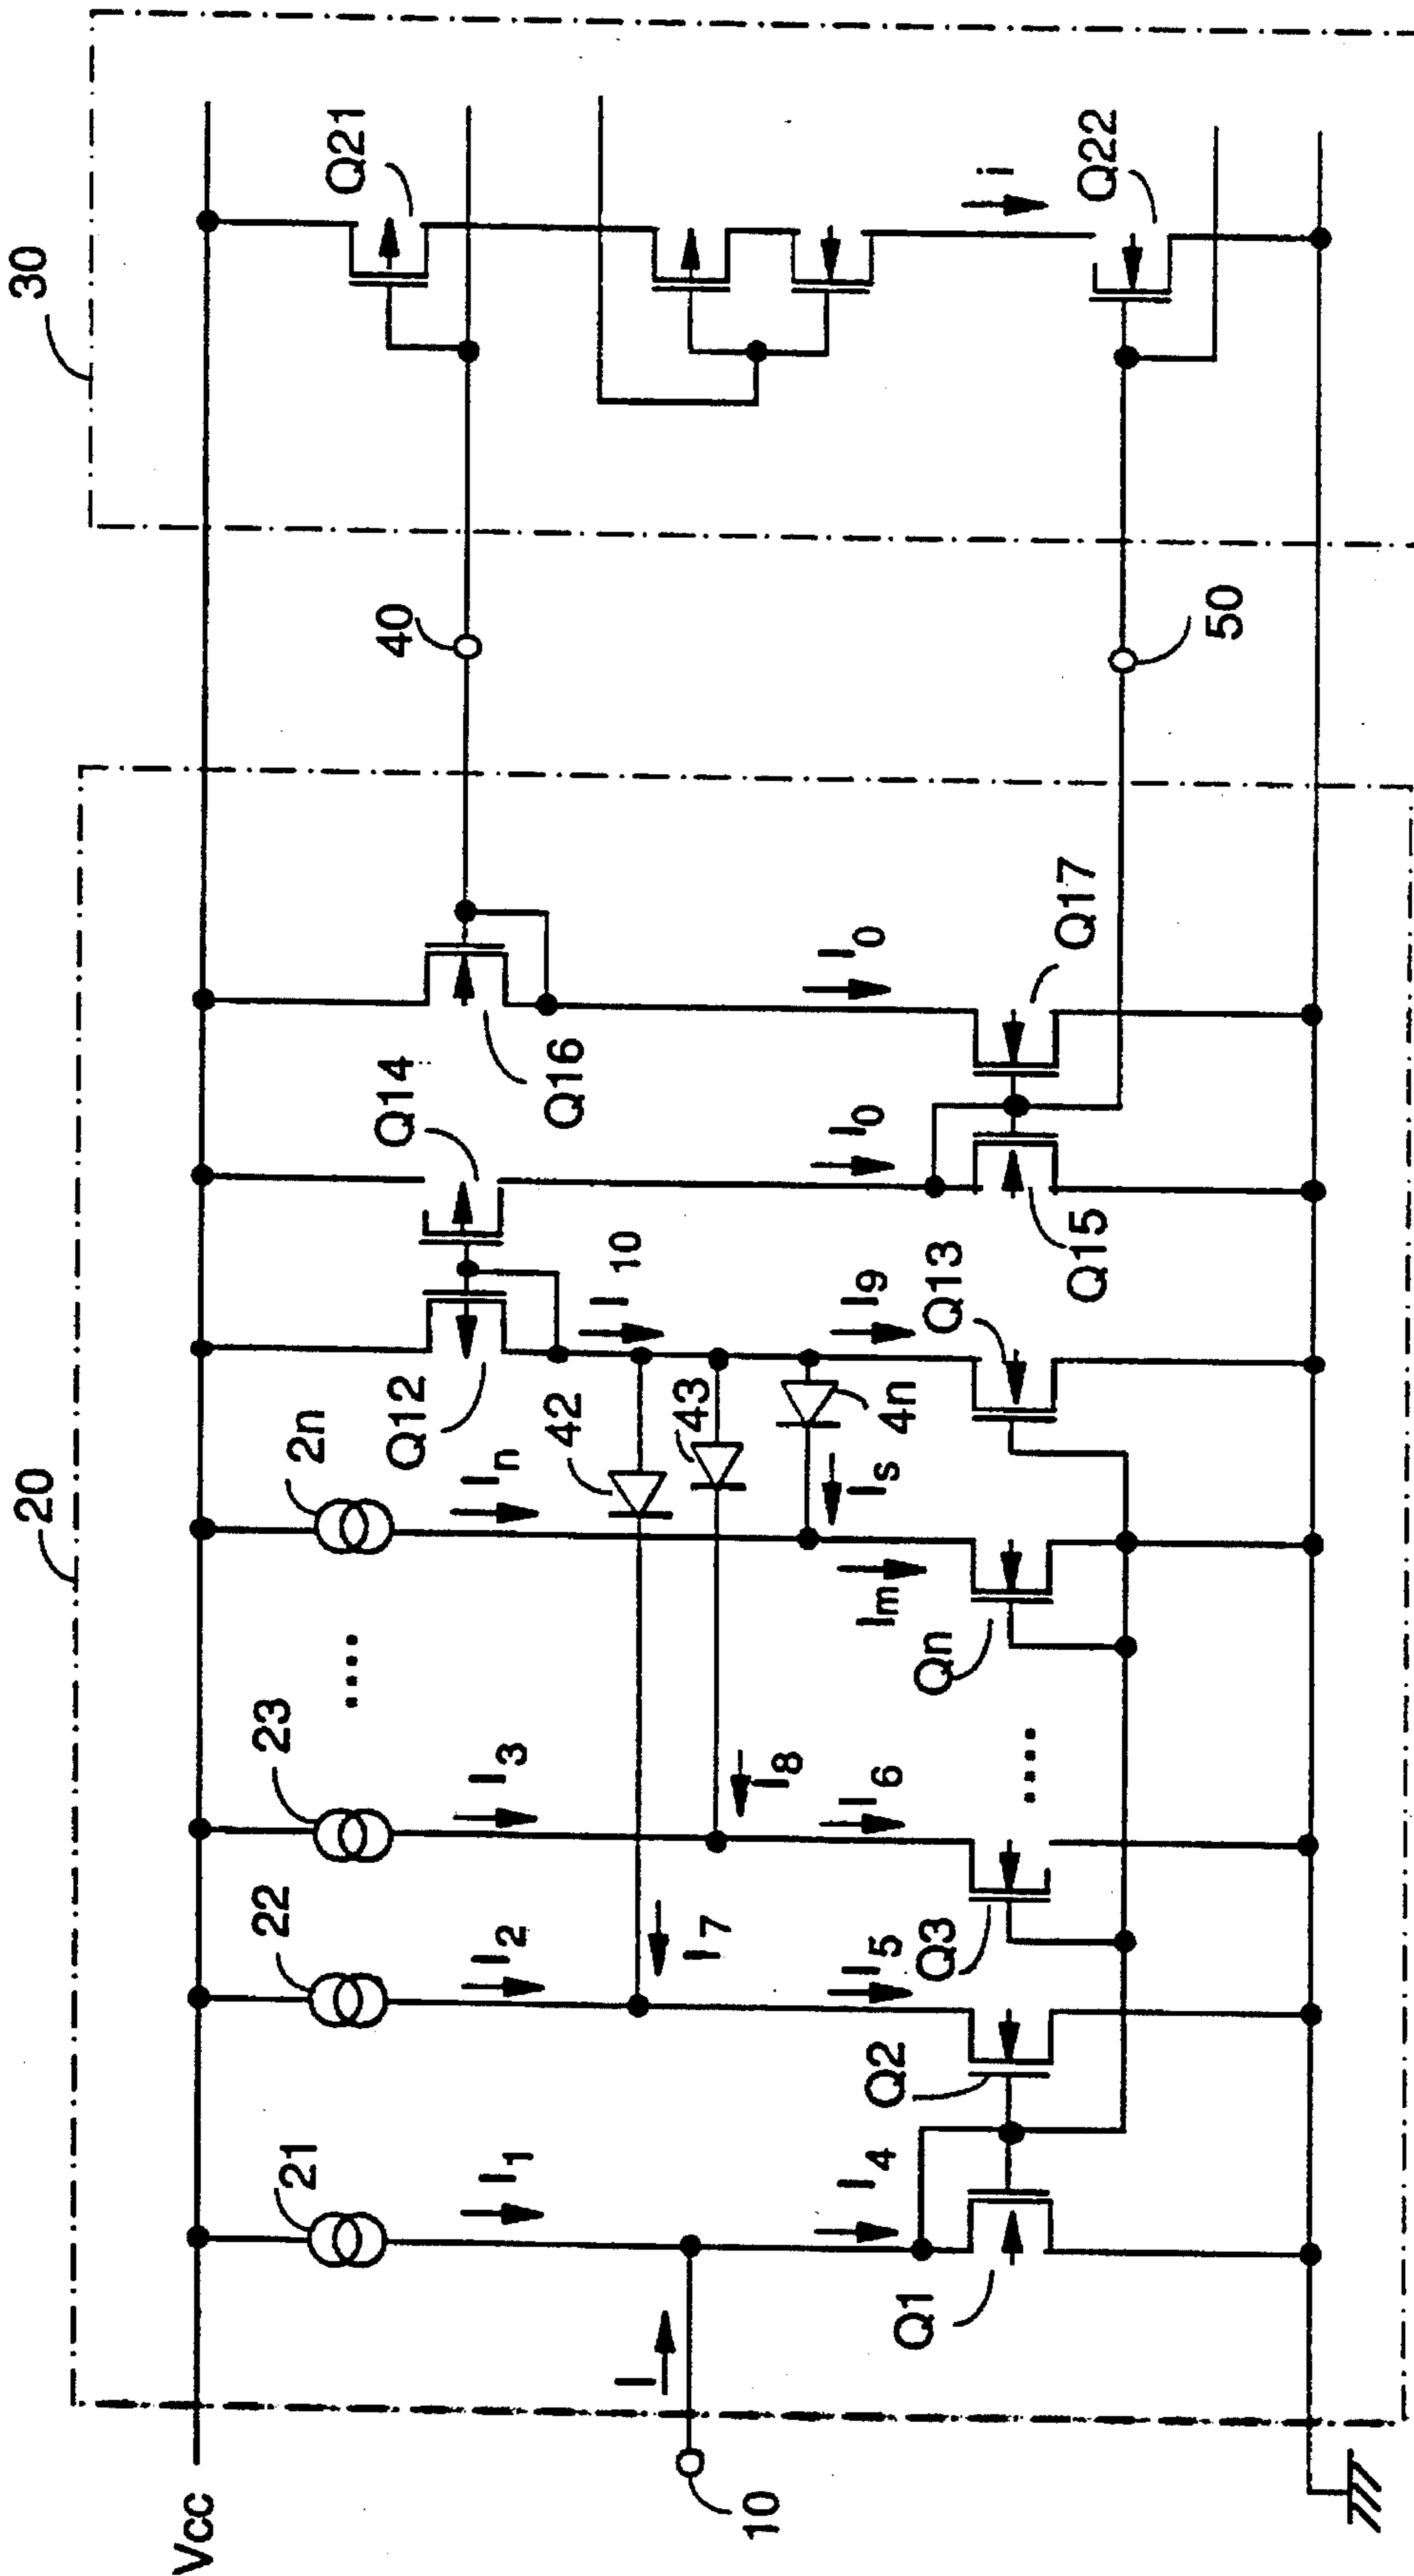 20
30
Vcc
21
22
23
....
2n
Q12
Q14
Q16
40
Q21
I1
I2
I3
In
I10
I0
I0
42
43
4n
10
I
I7
I8
Is
I4
I5
I6
Im
I9
i
Q1
Q2
Q3
....
Qn
Q13
Q15
Q17
50
Q22